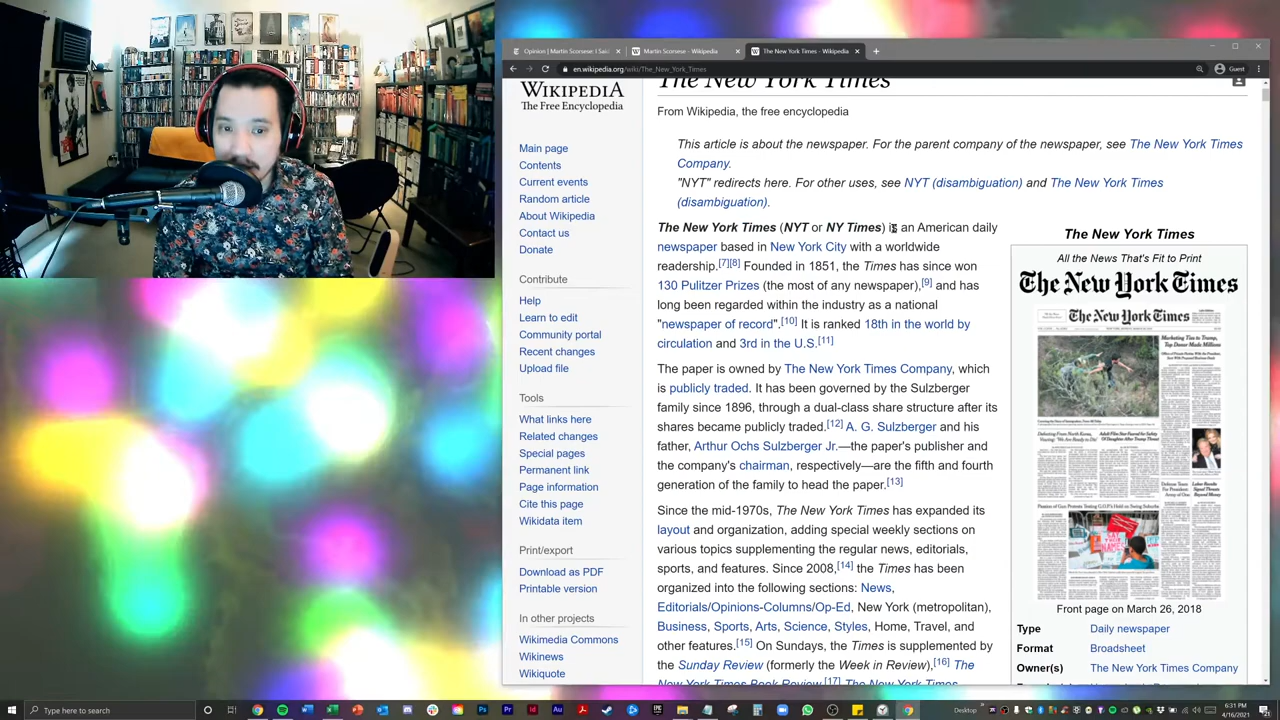 Opinion | Martin Scorsese: I Said
Martin Scorsese - Wikipedia
The New York Times - Wikipedia
en.wikipedia.org/wiki/The_New_York_Times
Guest
WIKIPEDIA
The Free Encyclopedia
Main page
Contents
Current events
Random article
About Wikipedia
Contact us
Donate
Contribute
Help
Learn to edit
Community portal
Recent changes
Upload file
Tools
What links here
Related changes
Special pages
Permanent link
Page information
Cite this page
Wikidata item
Print/export
Download as PDF
Printable version
In other projects
Wikimedia Commons
Wikinews
Wikiquote
The New York Times
From Wikipedia, the free encyclopedia
This article is about the newspaper. For the parent company of the newspaper, see The New York Times
Company.
"NYT" redirects here. For other uses, see NYT (disambiguation) and The New York Times
(disambiguation).
The New York Times (NYT or NY Times) is an American daily
newspaper based in New York City with a worldwide
readership.[7][8] Founded in 1851, the Times has since won
130 Pulitzer Prizes (the most of any newspaper),[9] and has
long been regarded within the industry as a national
"newspaper of record".[10] It is ranked 18th in the world by
circulation and 3rd in the U.S.[11]
The paper is owned by The New York Times Company, which
is publicly traded. It has been governed by the Sulzberger
family since 1896, through a dual-class share structure after its
shares became publicly traded.[12] A. G. Sulzberger and his
father, Arthur Ochs Sulzberger Jr.—the paper's publisher and
the company's chairman, respectively—are the fifth and fourth
generation of the family to head the paper.[13]
Since the mid-1970s, The New York Times has expanded its
layout and organization, adding special weekly sections on
various topics supplementing the regular news, editorials,
sports, and features. Since 2008,[14] the Times has been
organized into the following sections: News,
Editorials/Opinions-Columns/Op-Ed, New York (metropolitan),
Business, Sports, Arts, Science, Styles, Home, Travel, and
other features.[15] On Sundays, the Times is supplemented by
the Sunday Review (formerly the Week in Review),[16] The
New York Times Book Review,[17] The New York Times
The New York Times
All the News That's Fit to Print
The New York Times
The New York Times
Marketing Tie to Trump,
Top Donor Made Millions
Front page on March 26, 2018
Type Daily newspaper
Format Broadsheet
Owner(s) The New York Times Company
Type here to search
Desktop
6:31 PM
4/16/2021